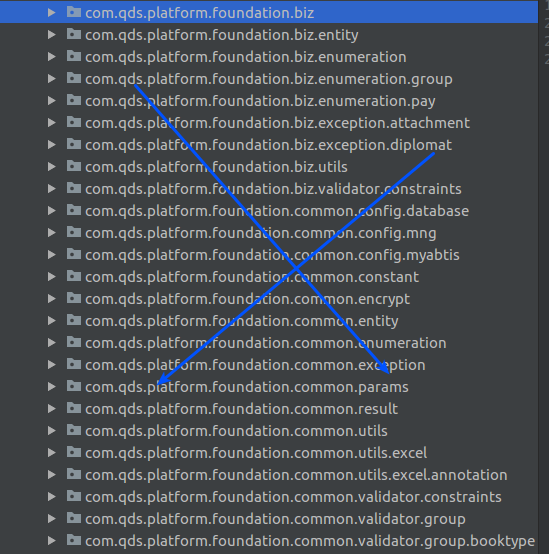 com.qds.platform.foundation.biz
com.qds.platform.foundation.biz.entity
com.qds.platform.foundation.biz.enumeration
com.qds.platform.foundation.biz.enumeration.group
com.qds.platform.foundation.biz.enumeration.pay
com.qds.platform.foundation.biz.exception.attachment
com.qds.platform.foundation.biz.exception.diplomat
com.qds.platform.foundation.biz.utils
com.qds.platform.foundation.biz.validator.constraints
com.qds.platform.foundation.common.config.database
com.qds.platform.foundation.common.config.mng
com.qds.platform.foundation.common.config.myabtis
com.qds.platform.foundation.common.constant
com.qds.platform.foundation.common.encrypt
com.qds.platform.foundation.common.entity
com.qds.platform.foundation.common.enumeration
com.qds.platform.foundation.common.exception
com.qds.platform.foundation.common.params
com.qds.platform.foundation.common.result
com.qds.platform.foundation.common.utils
com.qds.platform.foundation.common.utils.excel
com.qds.platform.foundation.common.utils.excel.annotation
com.qds.platform.foundation.common.validator.constraints
com.qds.platform.foundation.common.validator.group
com.qds.platform.foundation.common.validator.group.booktype